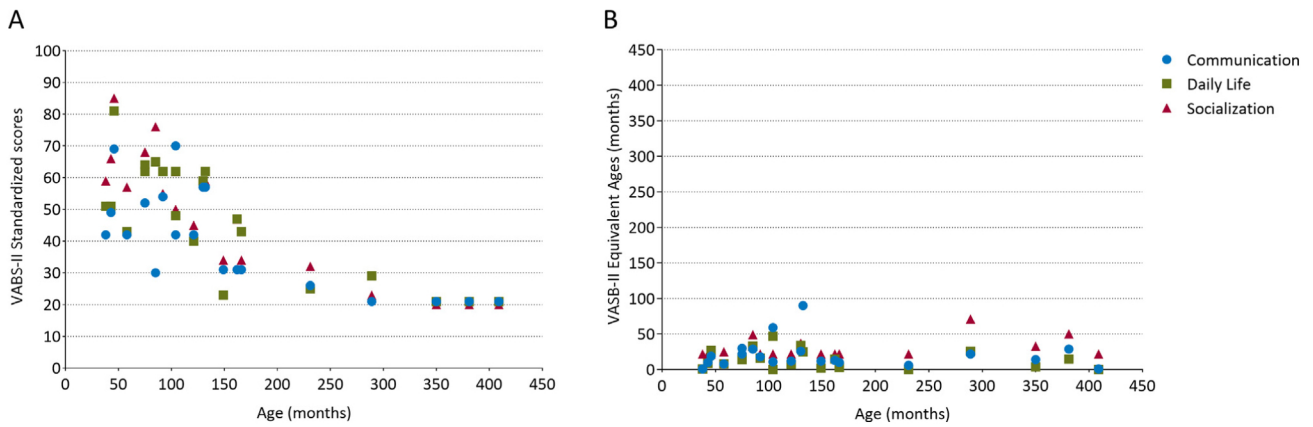 A
VABS-II Standardized scores
100
90
80
70
60
50
40
30
20
10
0
0 50 100 150 200 250 300 350 400 450
Age (months)
B
VASB-II Equivalent Ages (months)
450
400
350
300
250
200
150
100
50
0
0 50 100 150 200 250 300 350 400 450
Age (months)
Communication
Daily Life
Socialization